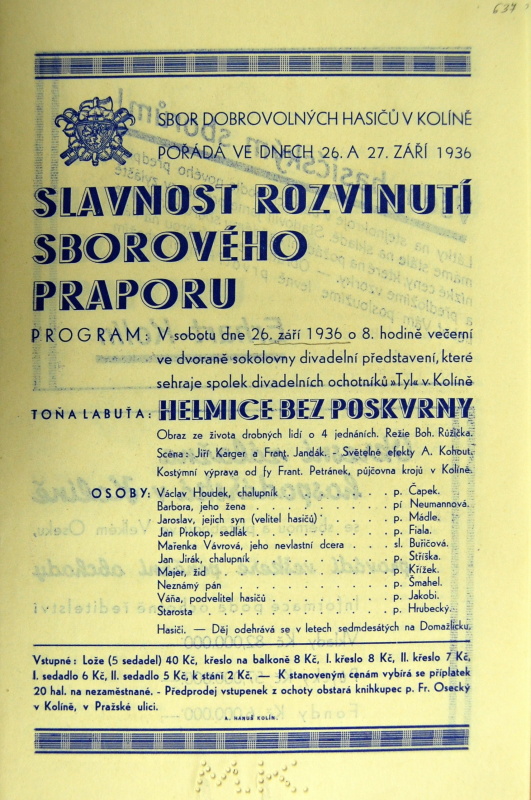 637
SBOR DOBROVOLNÝCH HASIČŮ V KOLÍNĚ
POŘÁDÁ VE DNECH 26. A 27. ZÁŘÍ 1936
SLAVNOST ROZVINUTÍ
SBOROVÉHO
PRAPORU
PROGRAM: V sobotu dne 26. září 1936 o 8. hodině večerní
ve dvoraně sokolovny divadelní představení, které
sehraje spolek divadelních ochotníků »Tyl« v Kolíně
TOŇA LABUŤA: HELMICE BEZ POSKVRNY
Obraz ze života drobných lidí o 4 jednáních. Režie Boh. Růžička.
Scéna: Jiří Karger a Frant. Jandák. - Světelné efekty A. Kohout.
Kostýmní výprava od fy Frant. Petránek, půjčovna krojů v Kolíně.
OSOBY: Václav Houdek, chalupník . . . . . . . . p. Čapek.
Barbora, jeho žena . . . . . . . . pí Neumannová.
Jaroslav, jejich syn (velitel hasičů) . . . . . . p. Mádle.
Jan Prokop, sedlák . . . . . . . . p. Fiala.
Mařenka Vávrová, jeho nevlastní dcera . . . . sl. Buřičová.
Jan Jirák, chalupník . . . . . . . . p. Stříška.
Majer, žid . . . . . . . . p. Křížek.
Neznámý pán . . . . . . . . p. Šmahel.
Váňa, podvelitel hasičů . . . . . . . . p. Jakobi.
Starosta . . . . . . . . p. Hrubecký.
Hasiči. — Děj odehrává se v letech sedmdesátých na Domažlicku.
Vstupné: Lože (5 sedadel) 40 Kč, křeslo na balkoně 8 Kč, I. křeslo 8 Kč, II. křeslo 7 Kč,
I. sedadlo 6 Kč, II. sedadlo 5 Kč, k stání 2 Kč. — K stanoveným cenám vybírá se příplatek
20 hal. na nezaměstnané. - Předprodej vstupenek z ochoty obstará knihkupec p. Fr. Osecký
v Kolíně, v Pražské ulici.
A. HANUŠ KOLÍN.